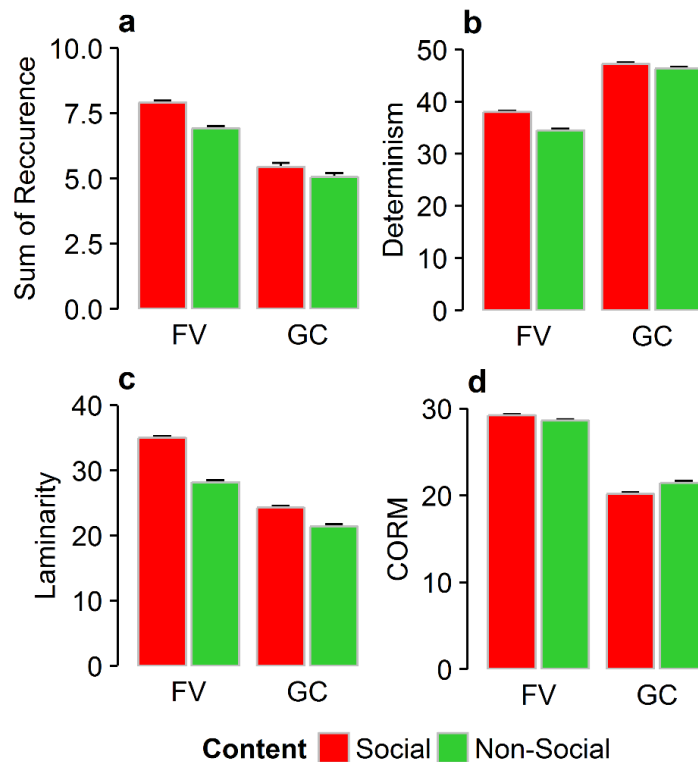 a
Sum of Reccurence
10.0
7.5
5.0
2.5
0.0
FV GC
b
Determinism
50
40
30
20
10
0
FV GC
c
Laminarity
40
30
20
10
0
FV GC
d
CORM
30
20
10
0
FV GC
Content Social Non-Social